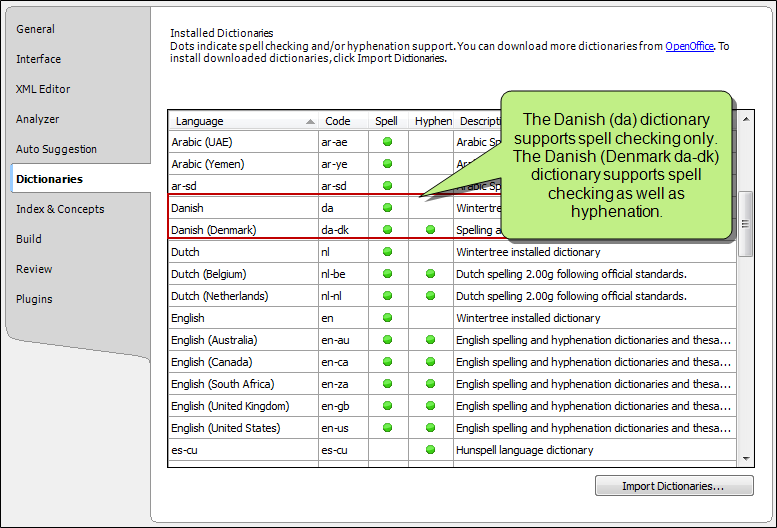 General
Interface
XML Editor
Analyzer
Auto Suggestion
Dictionaries
Index & Concepts
Build
Review
Plugins
Installed Dictionaries
Dots indicate spell checking and/or hyphenation support. You can download more dictionaries from OpenOffice. To
install downloaded dictionaries, click Import Dictionaries.
Language Code Spell Hyphen
Arabic (UAE) ar-ae Arabic
Arabic (Yemen) ar-ye
ar-sd ar-sd
Danish da
Danish (Denmark) da-dk Spelling
Dutch nl Wintertree installed dictionary
Dutch (Belgium) nl-be Dutch spelling 2.00g following official standards.
Dutch (Netherlands) nl-nl Dutch spelling 2.00g following official standards.
English en Wintertree installed dictionary
English (Australia) en-au English spelling and hyphenation dictionaries and thesa...
English (Canada) en-ca English spelling and hyphenation dictionaries and thesa...
English (South Africa) en-za English spelling and hyphenation dictionaries and thesa...
English (United Kingdom) en-gb English spelling and hyphenation dictionaries and thesa...
English (United States) en-us English spelling and hyphenation dictionaries and thesa...
es-cu es-cu Hunspell language dictionary
The Danish (da) dictionary
supports spell checking only.
The Danish (Denmark da-dk)
dictionary supports spell
checking as well as
hyphenation.
Import Dictionaries...